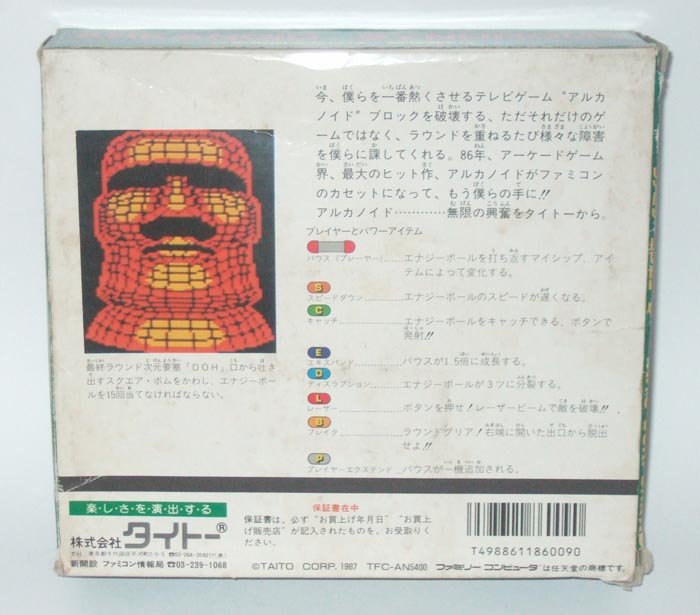 今、僕らを一番熱くさせるテレビゲーム“アルカ
ノイド”ブロックを破壊する、ただそれだけのゲ
ームではなく、ラウンドを重ねるたび様々な障害
を僕らに課してくれる。86年、アーケードゲーム
界、最大のヒット作、アルカノイドがファミコン
のカセットになって、もう僕らの手に!!
アルカノイド…………無限の興奮をタイトーから。
プレイヤーとパワーアイテム
バウス(プレーヤー)……エナジーボールを打ち返すマイシップ、アイ
テムによって変化する。
S
スピードダウン……エナジーボールのスピードが遅くなる。
C
キャッチ……エナジーボールをキャッチできる、ボタンで
発射!!
E
エキスパンド……バウスが1.5倍に成長する。
D
ディスラプション……エナジーボールが3ツに分裂する。
L
レーザー……ボタンを押せ!レーザービームで敵を破壊!!
B
ブレイク……ラウンドクリア!右端に開いた出口から脱出
せよ!!
P
プレイヤーエクステンド……バウスが一機追加される。
最終ラウンド次元要塞「DOH」口から吐き
出すスクエア・ボムをかわし、エナジーボー
ルを15回当てなければならない。
楽・し・さ・を・演・出・す・る
株式会社タイトー®
新開設 ファミコン情報局 ☎03-239-1068
保証書在中
保証書は、必ず“お買上げ年月日”“お買上
げ販売店”が記入されたものを、お受取りく
ださい。
T4988611860090
©TAITO CORP. 1987 TFC-AN5400 ファミリーコンピュータは任天堂の商標です。